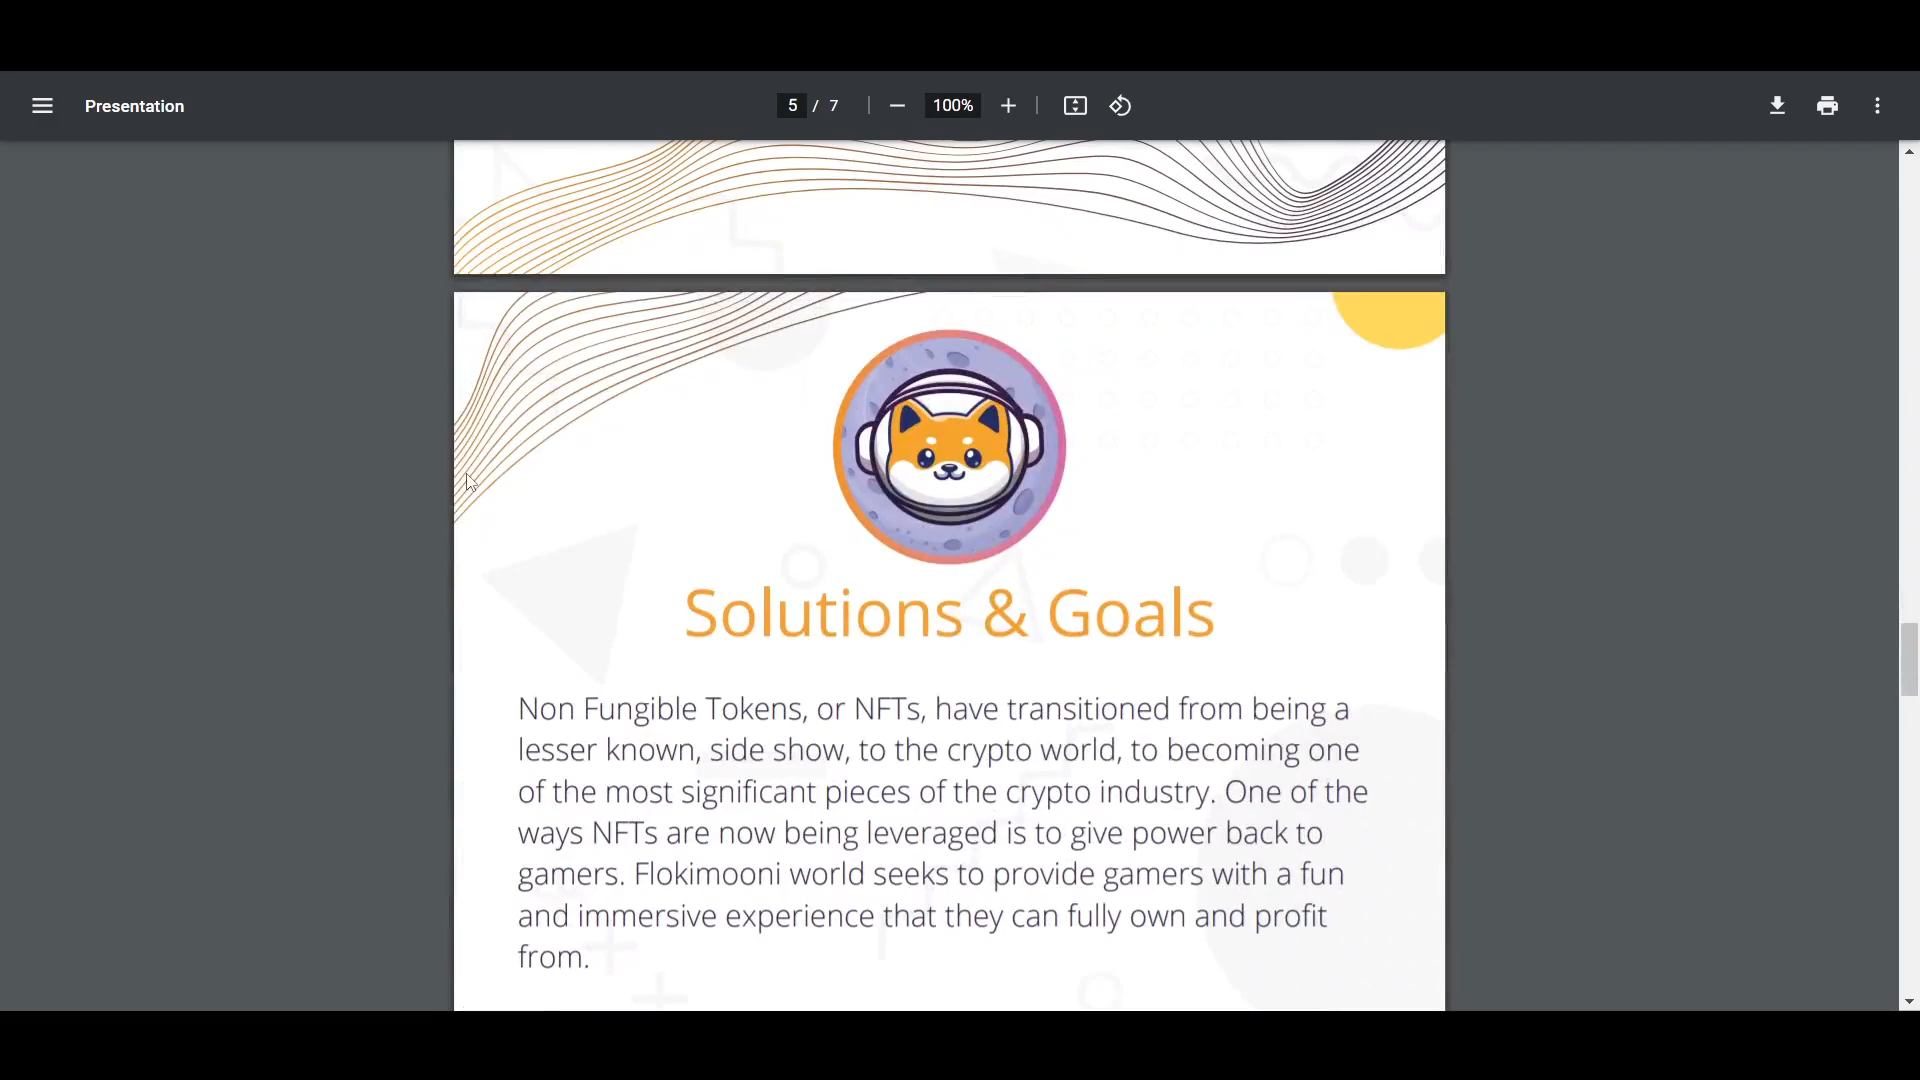 Presentation
5 / 7
100%
Solutions & Goals
Non Fungible Tokens, or NFTs, have transitioned from being a
lesser known, side show, to the crypto world, to becoming one
of the most significant pieces of the crypto industry. One of the
ways NFTs are now being leveraged is to give power back to
gamers. Flokimooni world seeks to provide gamers with a fun
and immersive experience that they can fully own and profit
from.